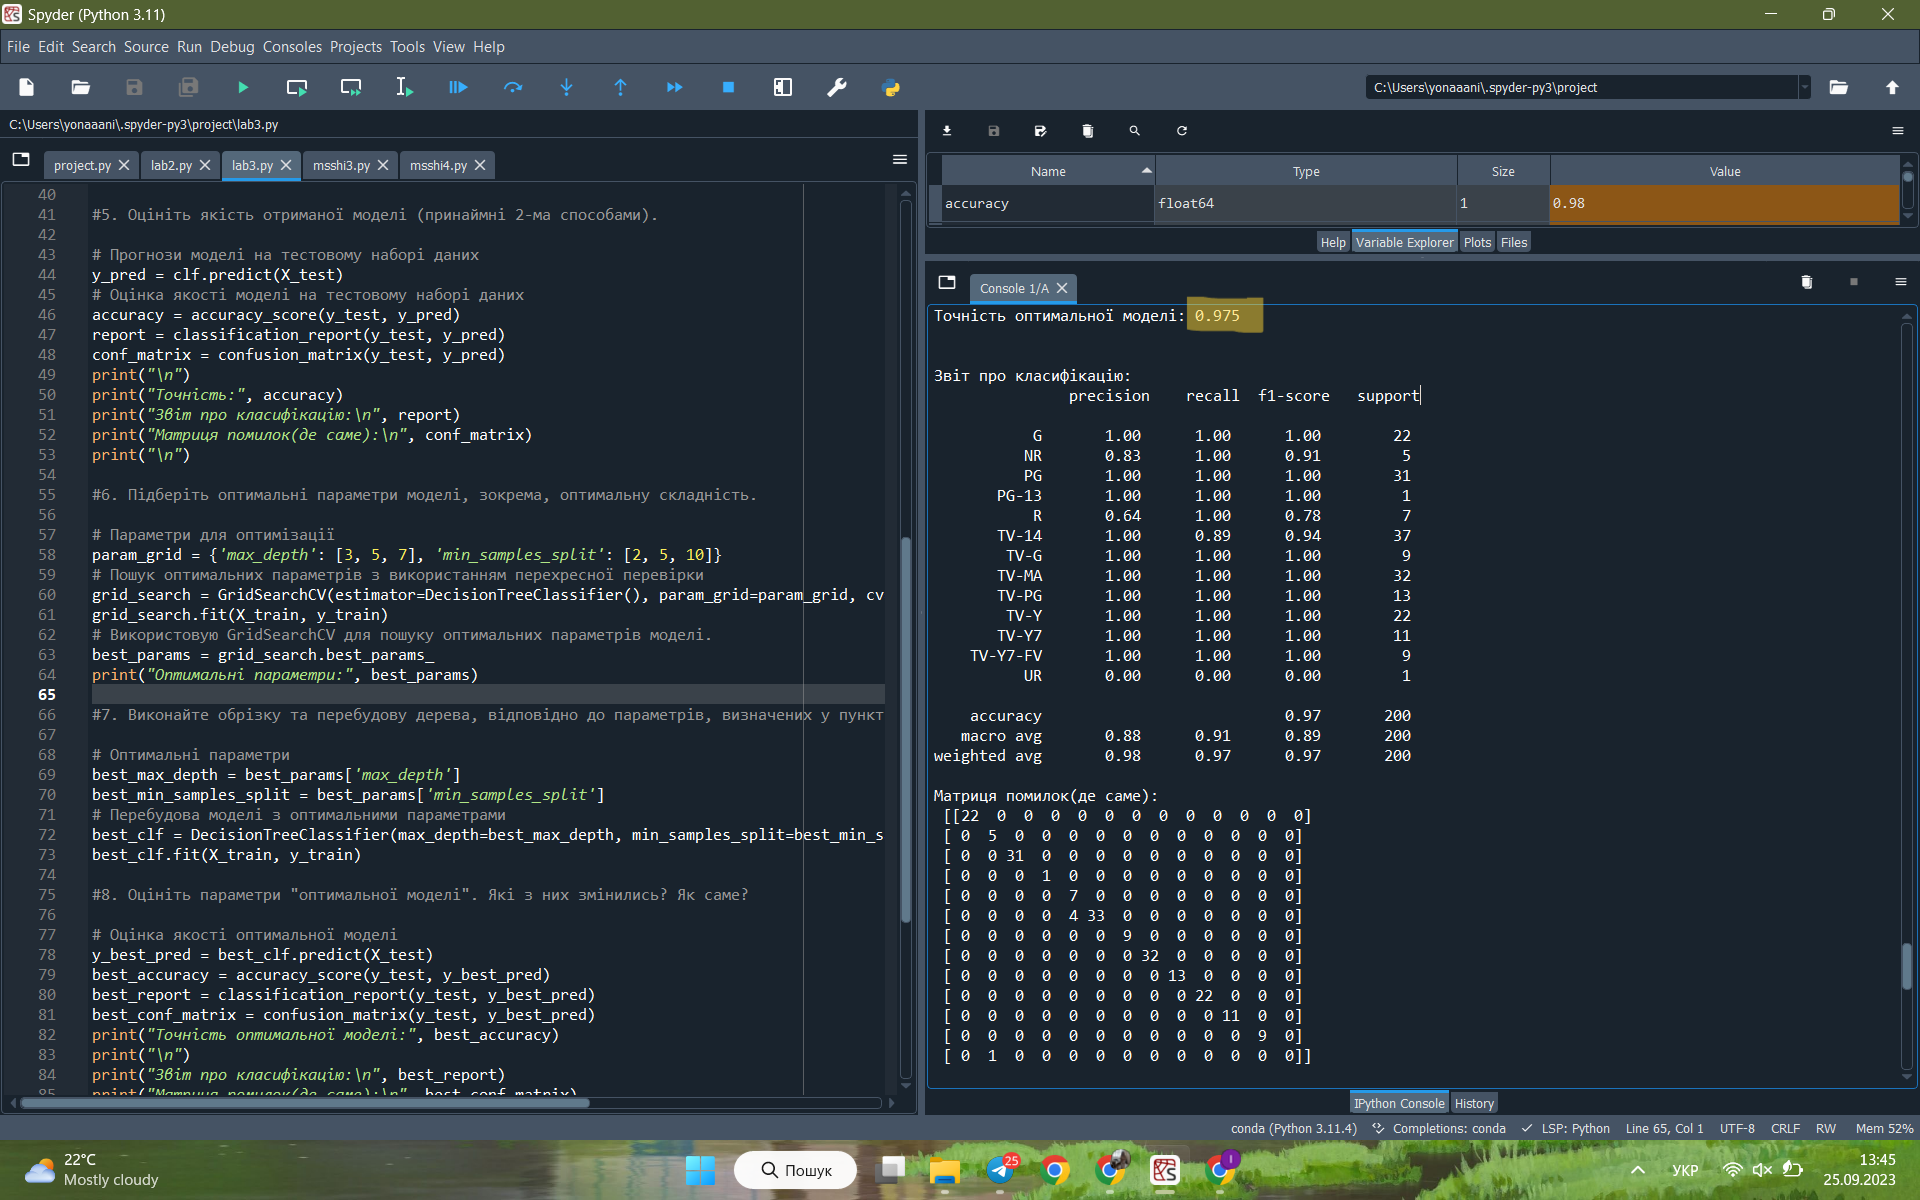 Spyder (Python 3.11)
File Edit Search Source Run Debug Consoles Projects Tools View Help
C:\Users\yonaaani\.spyder-py3\project
C:\Users\yonaaani\.spyder-py3\project\lab3.py
project.py lab2.py lab3.py msshi3.py msshi4.py
40
41 #5. Оцініть якість отриманої моделі (принаймні 2-ма способами).
42
43 # Прогнози моделі на тестовому наборі даних
44 y_pred = clf.predict(X_test)
45 # Оцінка якості моделі на тестовому наборі даних
46 accuracy = accuracy_score(y_test, y_pred)
47 report = classification_report(y_test, y_pred)
48 conf_matrix = confusion_matrix(y_test, y_pred)
49 print("\n")
50 print("Точність:", accuracy)
51 print("Звіт про класифікацію:\n", report)
52 print("Матриця помилок(де саме):\n", conf_matrix)
53 print("\n")
54
55 #6. Підберіть оптимальні параметри моделі, зокрема, оптимальну складність.
56
57 # Параметри для оптимізації
58 param_grid = {'max_depth': [3, 5, 7], 'min_samples_split': [2, 5, 10]}
59 # Пошук оптимальних параметрів з використанням перехресної перевірки
60 grid_search = GridSearchCV(estimator=DecisionTreeClassifier(), param_grid=param_grid, cv
61 grid_search.fit(X_train, y_train)
62 # Використовую GridSearchCV для пошуку оптимальних параметрів моделі.
63 best_params = grid_search.best_params_
64 print("Оптимальні параметри:", best_params)
65
66 #7. Виконайте обрізку та перебудову дерева, відповідно до параметрів, визначених у пункт
67
68 # Оптимальні параметри
69 best_max_depth = best_params['max_depth']
70 best_min_samples_split = best_params['min_samples_split']
71 # Перебудова моделі з оптимальними параметрами
72 best_clf = DecisionTreeClassifier(max_depth=best_max_depth, min_samples_split=best_min_s
73 best_clf.fit(X_train, y_train)
74
75 #8. Оцініть параметри "оптимальної моделі". Які з них змінились? Як саме?
76
77 # Оцінка якості оптимальної моделі
78 y_best_pred = best_clf.predict(X_test)
79 best_accuracy = accuracy_score(y_test, y_best_pred)
80 best_report = classification_report(y_test, y_best_pred)
81 best_conf_matrix = confusion_matrix(y_test, y_best_pred)
82 print("Точність оптимальної моделі:", best_accuracy)
83 print("\n")
84 print("Звіт про класифікацію:\n", best_report)
85 print("Матриця помилок(де саме):\n", best_conf_matrix)
Name Type Size Value
accuracy float64 1 0.98
Help Variable Explorer Plots Files
Console 1/A
Точність оптимальної моделі: 0.975
Звіт про класифікацію:
precision recall f1-score support
G 1.00 1.00 1.00 22
NR 0.83 1.00 0.91 5
PG 1.00 1.00 1.00 31
PG-13 1.00 1.00 1.00 1
R 0.64 1.00 0.78 7
TV-14 1.00 0.89 0.94 37
TV-G 1.00 1.00 1.00 9
TV-MA 1.00 1.00 1.00 32
TV-PG 1.00 1.00 1.00 13
TV-Y 1.00 1.00 1.00 22
TV-Y7 1.00 1.00 1.00 11
TV-Y7-FV 1.00 1.00 1.00 9
UR 0.00 0.00 0.00 1
accuracy 0.97 200
macro avg 0.88 0.91 0.89 200
weighted avg 0.98 0.97 0.97 200
Матриця помилок(де саме):
[[22 0 0 0 0 0 0 0 0 0 0 0 0]
[ 0 5 0 0 0 0 0 0 0 0 0 0 0]
[ 0 0 31 0 0 0 0 0 0 0 0 0 0]
[ 0 0 0 1 0 0 0 0 0 0 0 0 0]
[ 0 0 0 0 7 0 0 0 0 0 0 0 0]
[ 0 0 0 0 4 33 0 0 0 0 0 0 0]
[ 0 0 0 0 0 0 9 0 0 0 0 0 0]
[ 0 0 0 0 0 0 0 32 0 0 0 0 0]
[ 0 0 0 0 0 0 0 0 13 0 0 0 0]
[ 0 0 0 0 0 0 0 0 0 22 0 0 0]
[ 0 0 0 0 0 0 0 0 0 0 11 0 0]
[ 0 0 0 0 0 0 0 0 0 0 0 9 0]
[ 0 1 0 0 0 0 0 0 0 0 0 0 0]]
IPython Console History
conda (Python 3.11.4) Completions: conda LSP: Python Line 65, Col 1 UTF-8 CRLF RW Mem 52%
22°C
Mostly cloudy
Пошук
25
УКР
13:45
25.09.2023